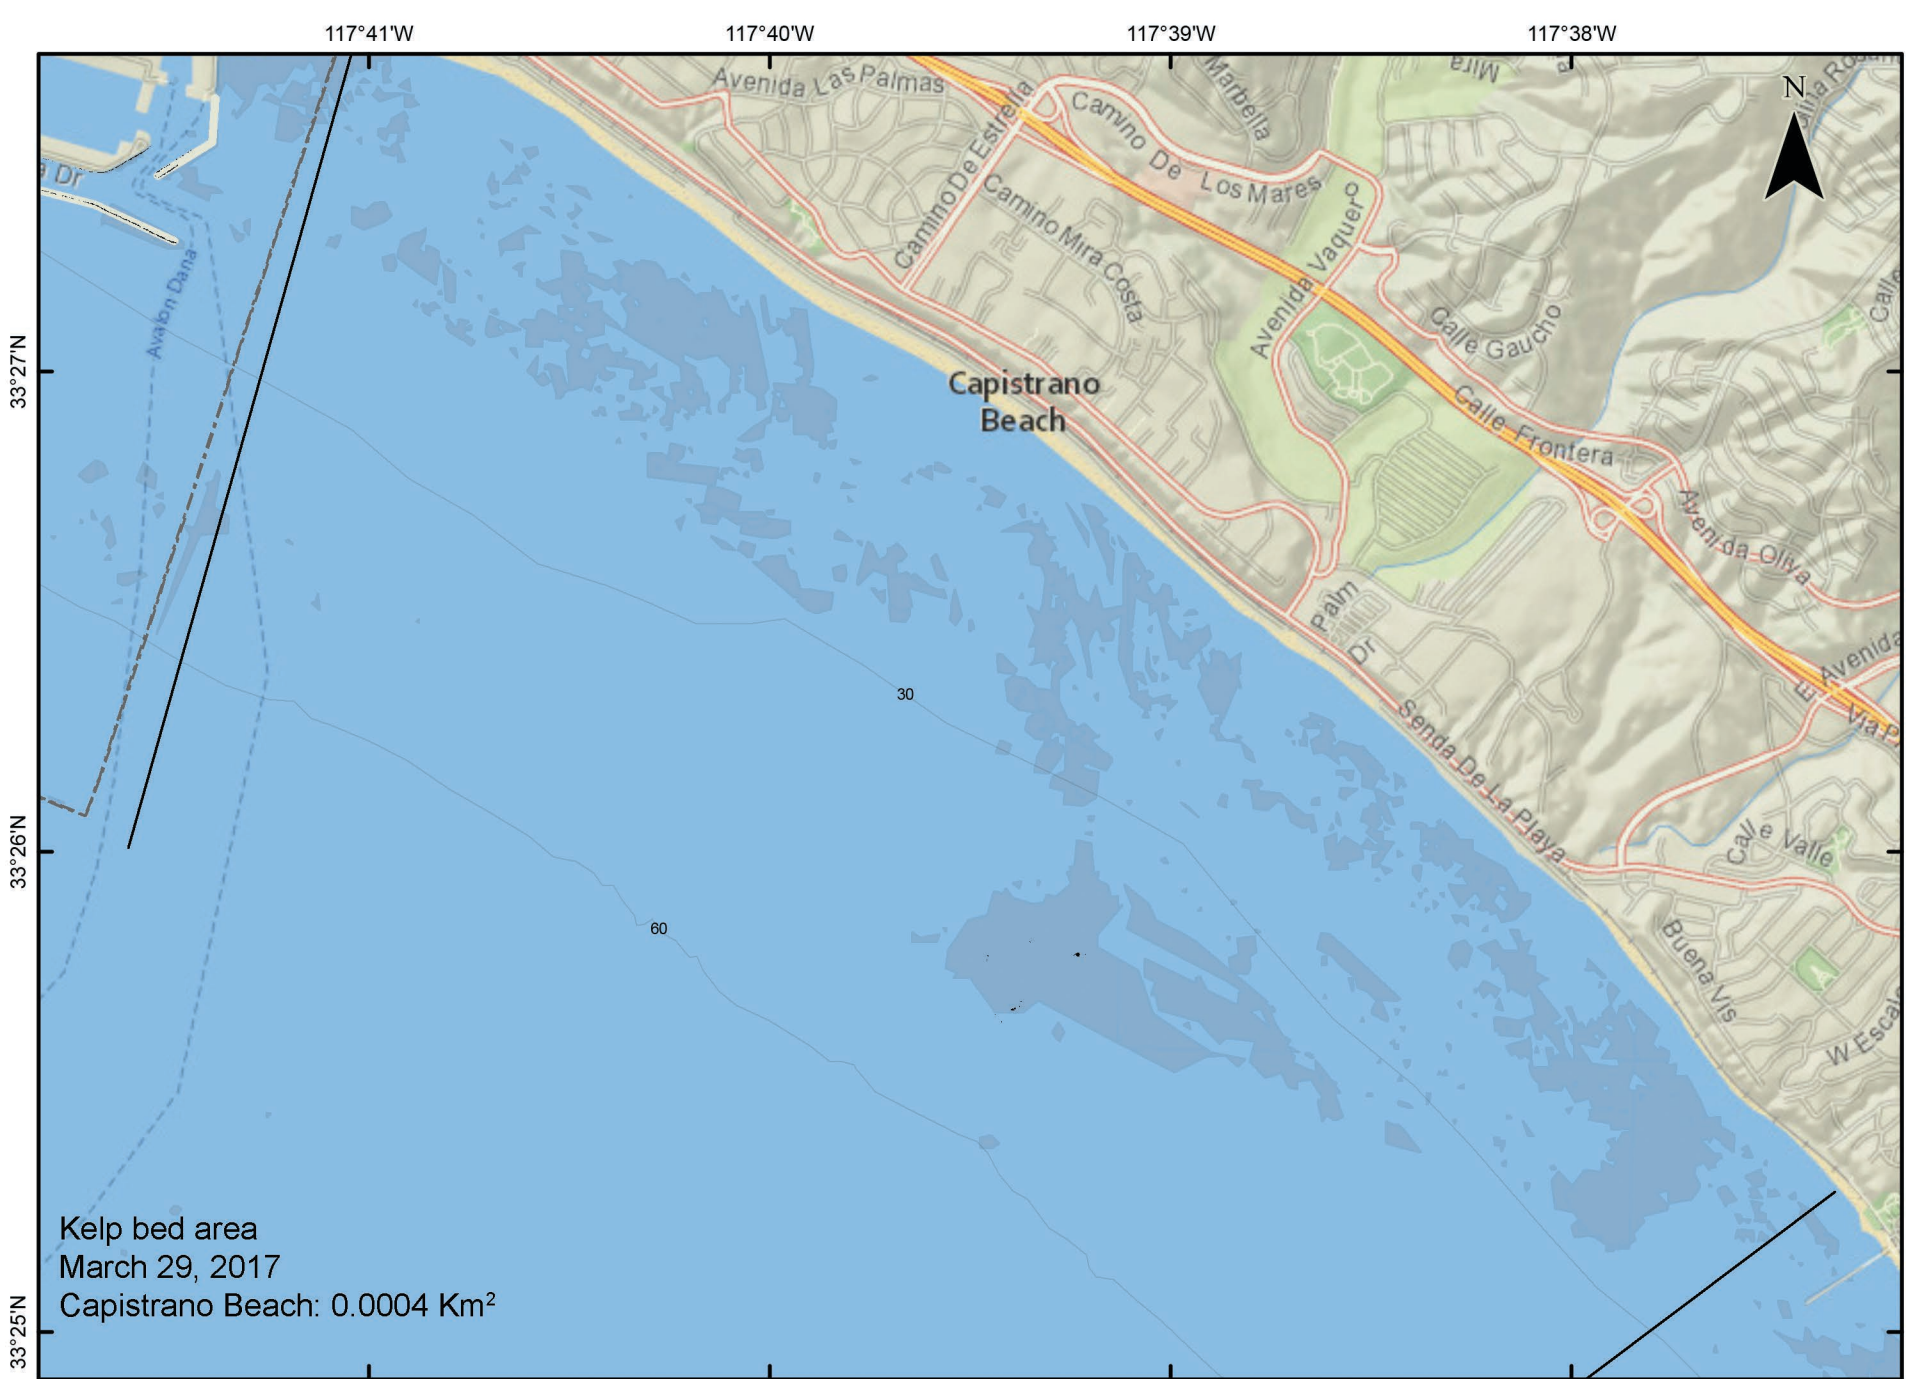 117°41'W
117°40'W
117°39'W
117°38'W
33°27'N
33°26'N
33°25'N
N
Avenida Las Palmas
Camino De Estrella
Camino De Los Mares
Marbella
Mira
Camino Mira Costa
Avenida Vaquero
Calle Gaucho
Calle Frontera
Calle
Avenida Oliva
Capistrano
Beach
Avalon Dana
a Dr
Palm Dr
Senda De La Playa
E Avenida
Via P
Calle Valle
Buena Vis
W Escal
30
60
Kelp bed area
March 29, 2017
Capistrano Beach: 0.0004 Km²